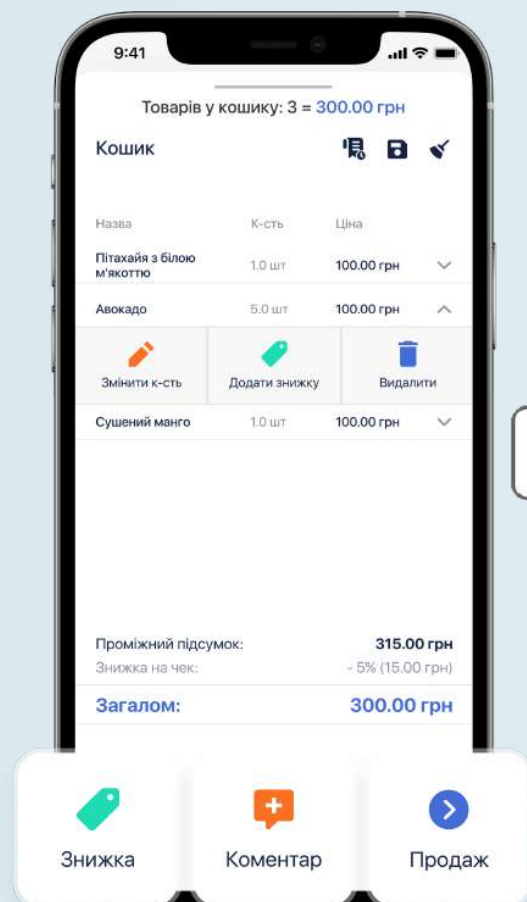 9:41
Товарів у кошику: 3 = 300.00 грн
Кошик
Назва К-сть Ціна
Пітахайя з білою
м'якоттю 1.0 шт 100.00 грн
Авокадо 5.0 шт 100.00 грн
Змінити к-сть Додати знижку Видалити
Сушений манго 1.0 шт 100.00 грн
Проміжний підсумок: 315.00 грн
Знижка на чек: - 5% (15.00 грн)
Загалом: 300.00 грн
Знижка Коментар Продаж